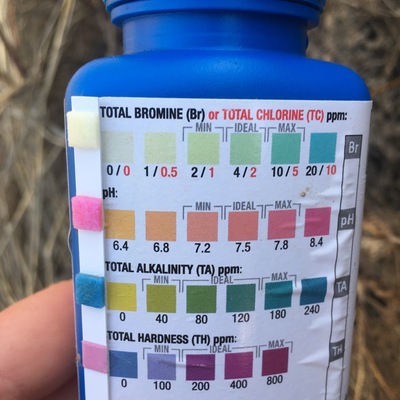 TOTAL BROMINE (Br) or TOTAL CHLORINE (TC) ppm:
MIN IDEAL MAX
Br
0 / 0 1 / 0.5 2 / 1 4 / 2 10 / 5 20 / 10
pH:
MIN IDEAL MAX
pH
6.4 6.8 7.2 7.5 7.8 8.4
TOTAL ALKALINITY (TA) ppm:
MIN IDEAL MAX
TA
0 40 80 120 180 240
TOTAL HARDNESS (TH) ppm:
MIN IDEAL MAX
TH
0 100 200 400 800